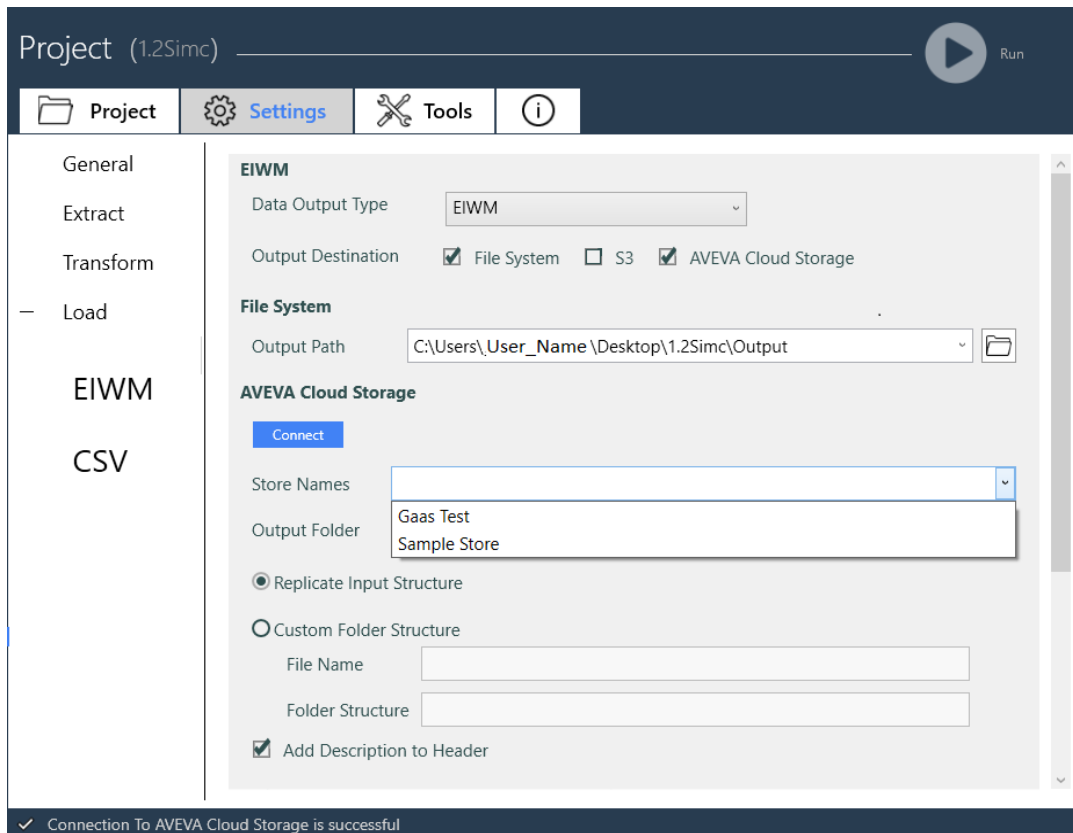 Project (1.2Simc)
Run
Project Settings Tools
General
Extract
Transform
Load
EIWM
CSV
EIWM
Data Output Type EIWM
Output Destination File System S3 AVEVA Cloud Storage
File System
Output Path C:\Users\.User_Name\Desktop\1.2Simc\Output
AVEVA Cloud Storage
Connect
Store Names
Gaas Test
Output Folder
Sample Store
Replicate Input Structure
Custom Folder Structure
File Name
Folder Structure
Add Description to Header
Connection To AVEVA Cloud Storage is successful